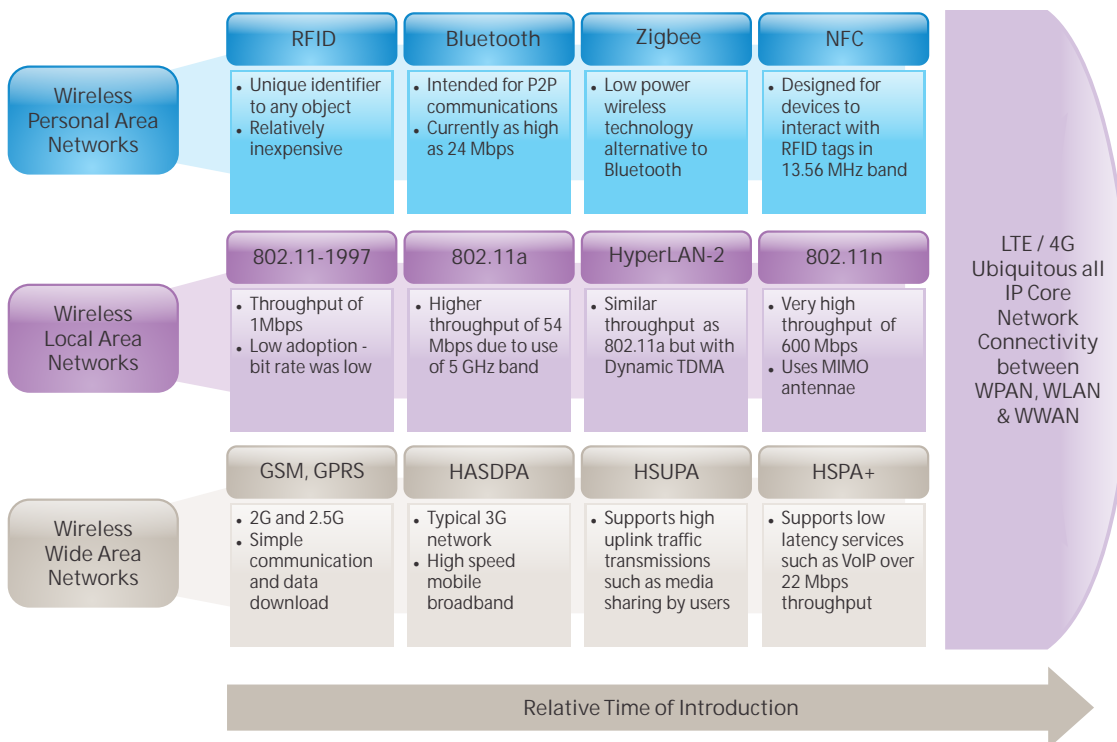 RFID
Bluetooth
Zigbee
NFC
Wireless
Personal Area
Networks
• Unique identifier
to any object
• Relatively
inexpensive
• Intended for P2P
communications
• Currently as high
as 24 Mbps
• Low power
wireless
technology
alternative to
Bluetooth
• Designed for
devices to
interact with
RFID tags in
13.56 MHz band
802.11-1997
802.11a
HyperLAN-2
802.11n
Wireless
Local Area
Networks
• Throughput of
1Mbps
• Low adoption -
bit rate was low
• Higher
throughput of 54
Mbps due to use
of 5 GHz band
• Similar
throughput as
802.11a but with
Dynamic TDMA
• Very high
throughput of
600 Mbps
• Uses MIMO
antennae
GSM, GPRS
HASDPA
HSUPA
HSPA+
Wireless
Wide Area
Networks
• 2G and 2.5G
• Simple
communication
and data
download
• Typical 3G
network
• High speed
mobile
broadband
• Supports high
uplink traffic
transmissions
such as media
sharing by users
• Supports low
latency services
such as VoIP over
22 Mbps
throughput
LTE / 4G
Ubiquitous all
IP Core
Network
Connectivity
between
WPAN, WLAN
& WWAN
Relative Time of Introduction